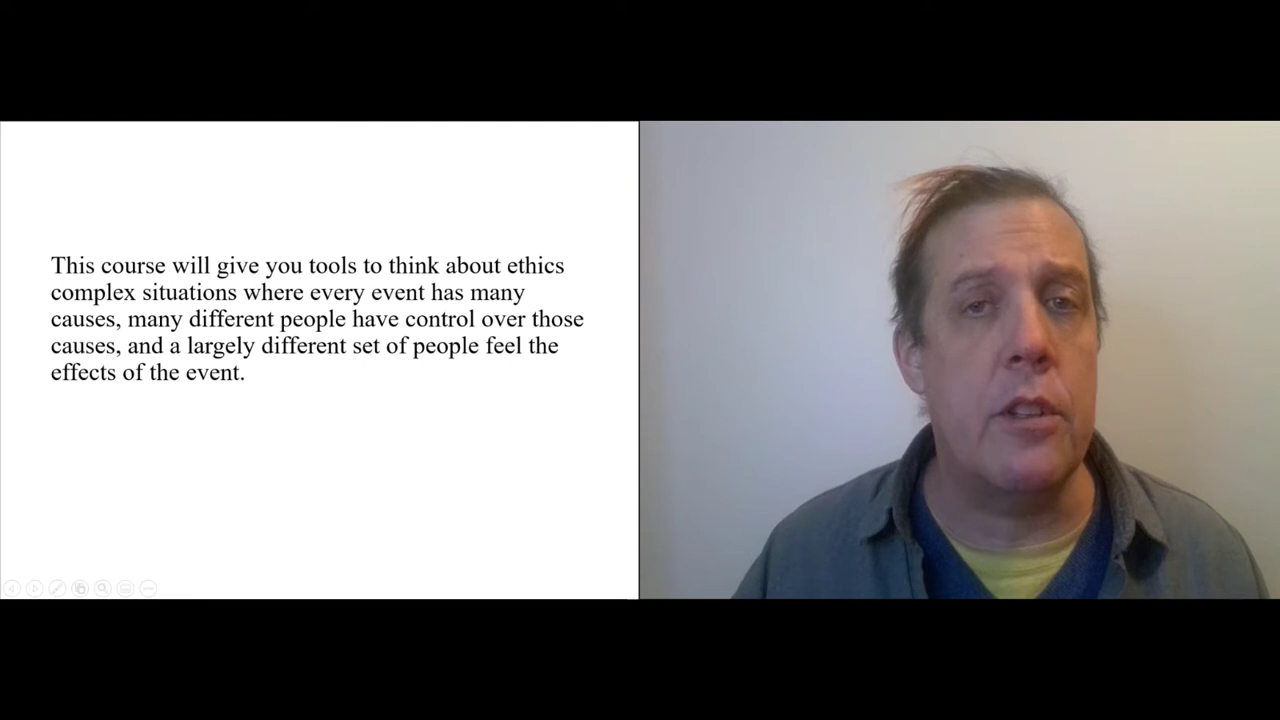 This course will give you tools to think about ethics
complex situations where every event has many
causes, many different people have control over those
causes, and a largely different set of people feel the
effects of the event.